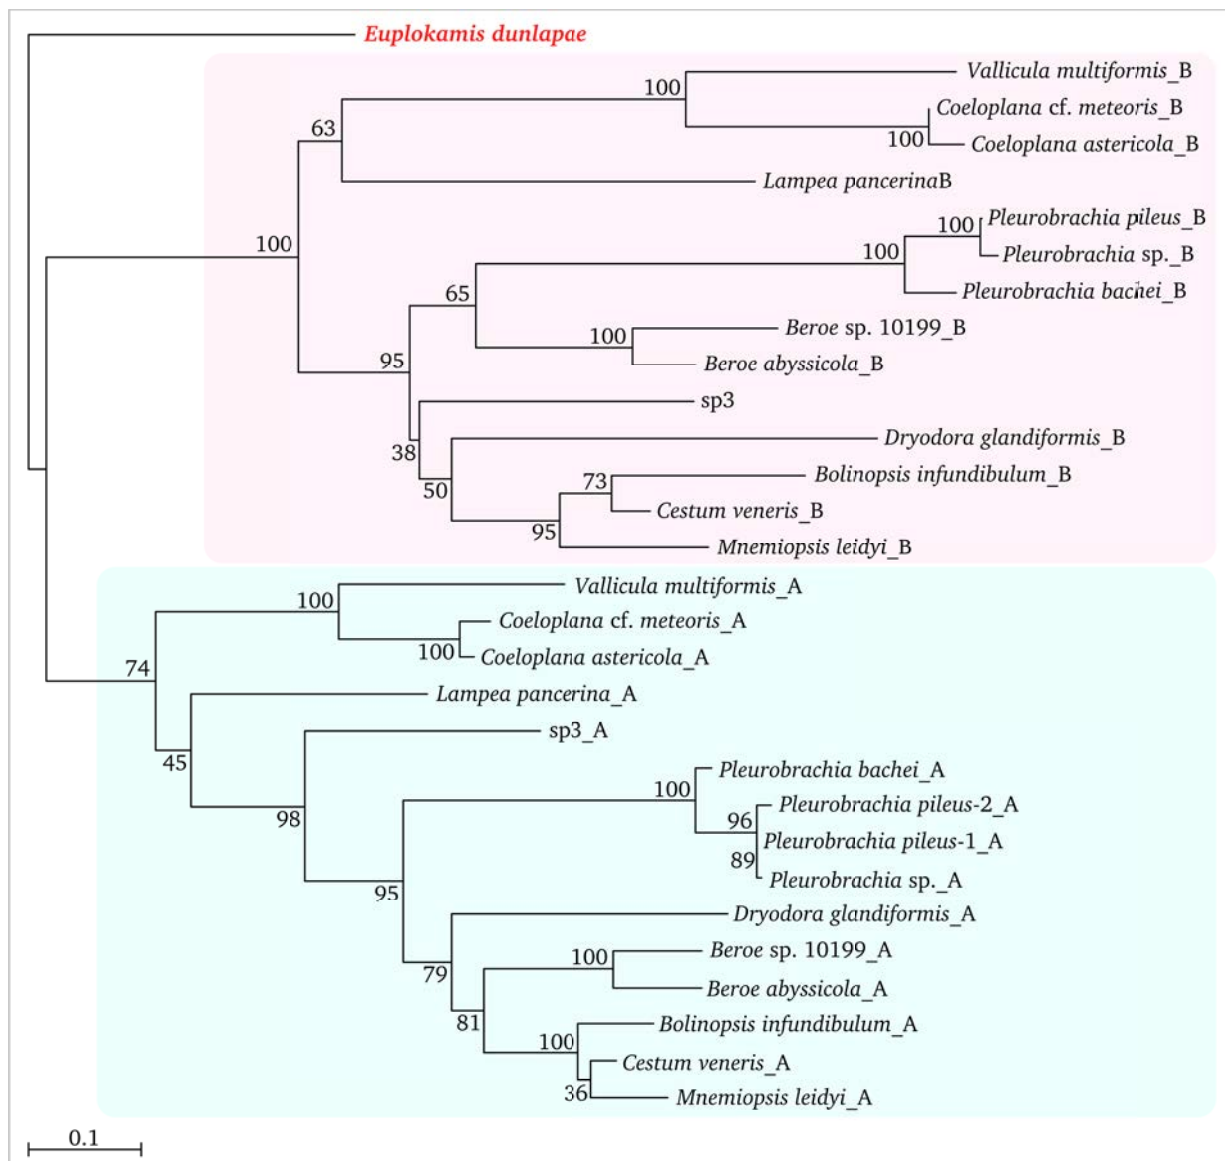 Euplokamis dunlapae
Vallicula multiformis_B
100
Coeloplana cf. meteoris_B
63
100
Coeloplana astericola_B
Lampea pancerinaB
Pleurobrachia pileus_B
100
100
100
Pleurobrachia sp._B
Pleurobrachia bachei_B
65
Beroe sp. 10199_B
100
95
Beroe abyssicola_B
sp3
Dryodora glandiformis_B
38
Bolinopsis infundibulum_B
73
50
Cestum veneris_B
95
Mnemiopsis leidyi_B
Vallicula multiformis_A
100
Coeloplana cf. meteoris_A
100
Coeloplana astericola_A
74
Lampea pancerina_A
sp3_A
45
Pleurobrachia bachei_A
100
Pleurobrachia pileus-2_A
98
96
Pleurobrachia pileus-1_A
89
Pleurobrachia sp._A
95
Dryodora glandiformis_A
Beroe sp. 10199_A
100
79
Beroe abyssicola_A
81
Bolinopsis infundibulum_A
100
Cestum veneris_A
36
Mnemiopsis leidyi_A
0.1